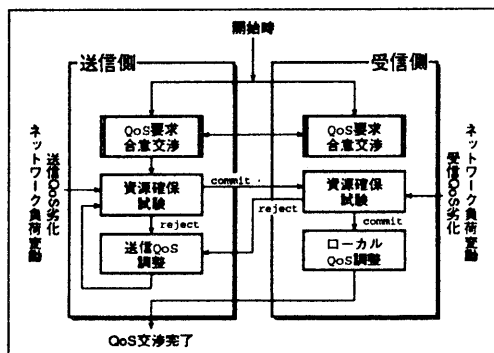 開始時
送信側
受信側
QoS要求
合意交渉
QoS要求
合意交渉
送信QoS劣化
ネットワーク負荷変動
受信QoS劣化
ネットワーク負荷変動
資源確保
試験
commit
資源確保
試験
reject
reject
commit
送信QoS
調整
ローカル
QoS調整
QoS交渉完了